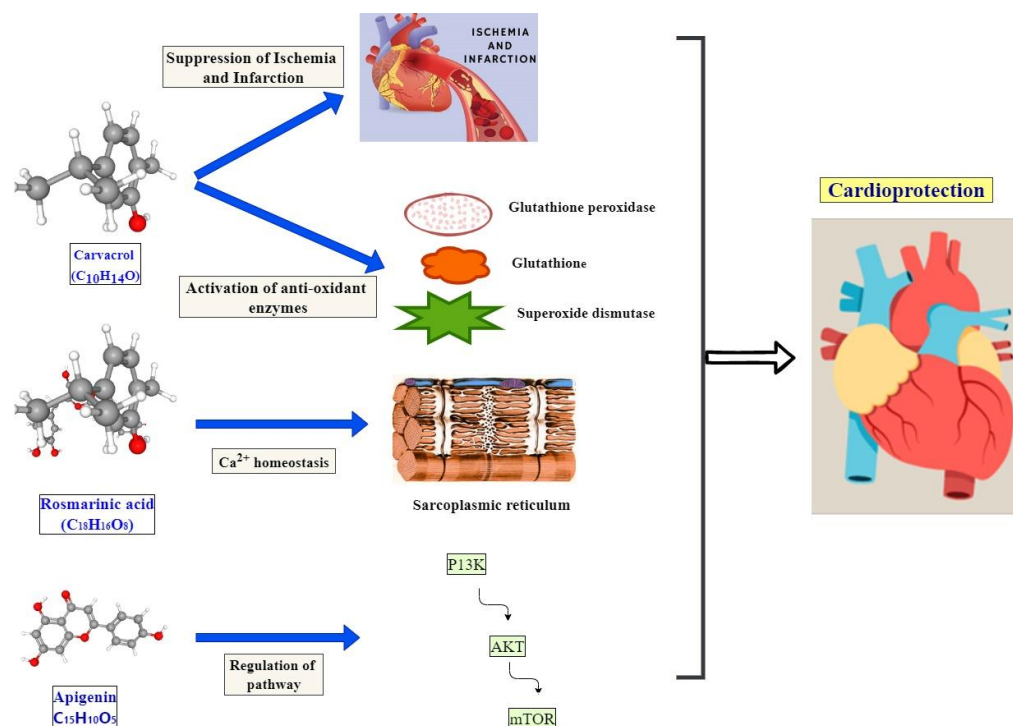 Suppression of Ischemia
and Infarction
ISCHEMIA
AND
INFARCTION
Carvacrol
(C₁₀H₁₄O)
Activation of anti-oxidant
enzymes
Glutathione peroxidase
Glutathione
Superoxide dismutase
Rosmarinic acid
(C₁₈H₁₆O₈)
Ca²⁺ homeostasis
Sarcoplasmic reticulum
Apigenin
C₁₅H₁₀O₅
Regulation of
pathway
P13K
AKT
mTOR
Cardioprotection